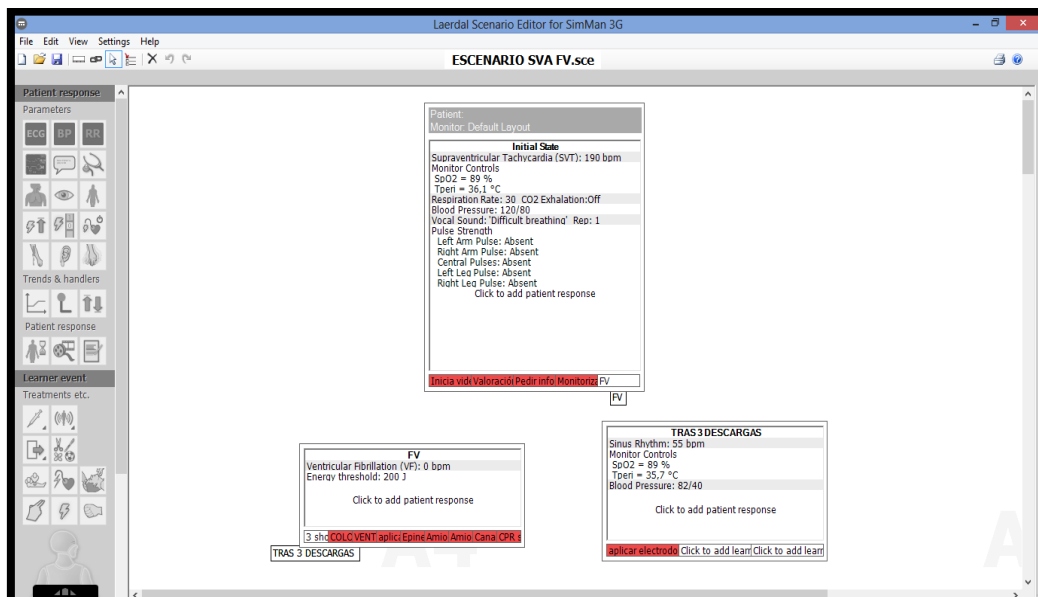 Laerdal Scenario Editor for SimMan 3G
File Edit View Settings Help
ESCENARIO SVA FV.sce
Patient response
Parameters
ECG BP RR
Trends & handlers
Patient response
Learner event
Treatments etc.
Patient:
Monitor: Default Layout
Initial State
Supraventricular Tachycardia (SVT): 190 bpm
Monitor Controls
SpO2 = 89 %
Tperi = 36,1 °C
Respiration Rate: 30 CO2 Exhalation:Off
Blood Pressure: 120/80
Vocal Sound: 'Difficult breathing' Rep: 1
Pulse Strength
Left Arm Pulse: Absent
Right Arm Pulse: Absent
Central Pulses: Absent
Left Leg Pulse: Absent
Right Leg Pulse: Absent
Click to add patient response
Inicia vide Valoració Pedir info Monitoriza FV
FV
FV
Ventricular Fibrillation (VF): 0 bpm
Energy threshold: 200 J
Click to add patient response
3 sho COLO VENT aplica Epine Amio Amio Cana CPR s
TRAS 3 DESCARGAS
TRAS 3 DESCARGAS
Sinus Rhythm: 55 bpm
Monitor Controls
SpO2 = 89 %
Tperi = 35,7 °C
Blood Pressure: 82/40
Click to add patient response
aplicar electrodo Click to add learn Click to add learn
A4
A